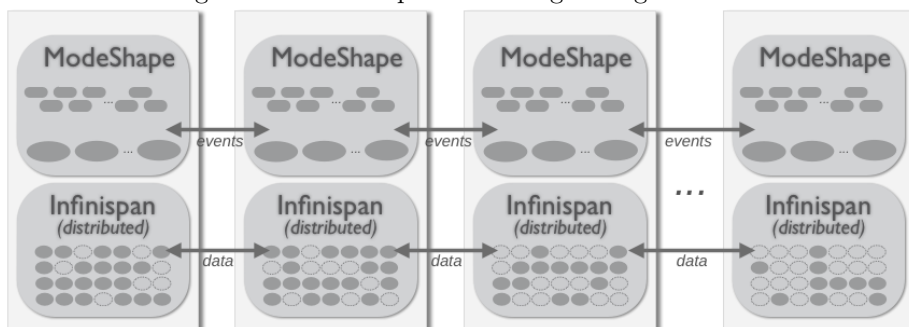 ModeShape
ModeShape
ModeShape
ModeShape
...
...
...
...
events
events
events
...
...
...
...
Infinispan
(distributed)
Infinispan
(distributed)
Infinispan
(distributed)
...
Infinispan
(distributed)
data
data
data